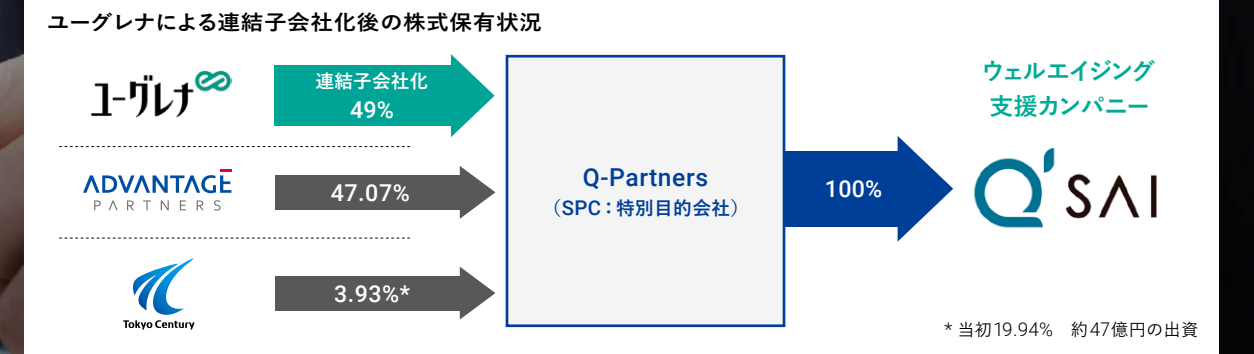 ユーグレナによる連結子会社化後の株式保有状況
ユーグレナ
連結子会社化
49%
ADVANTAGE
PARTNERS
47.07%
Tokyo Century
3.93%*
Q-Partners
（SPC：特別目的会社）
100%
ウェルエイジング
支援カンパニー
Q'SAI
* 当初19.94%　約47億円の出資